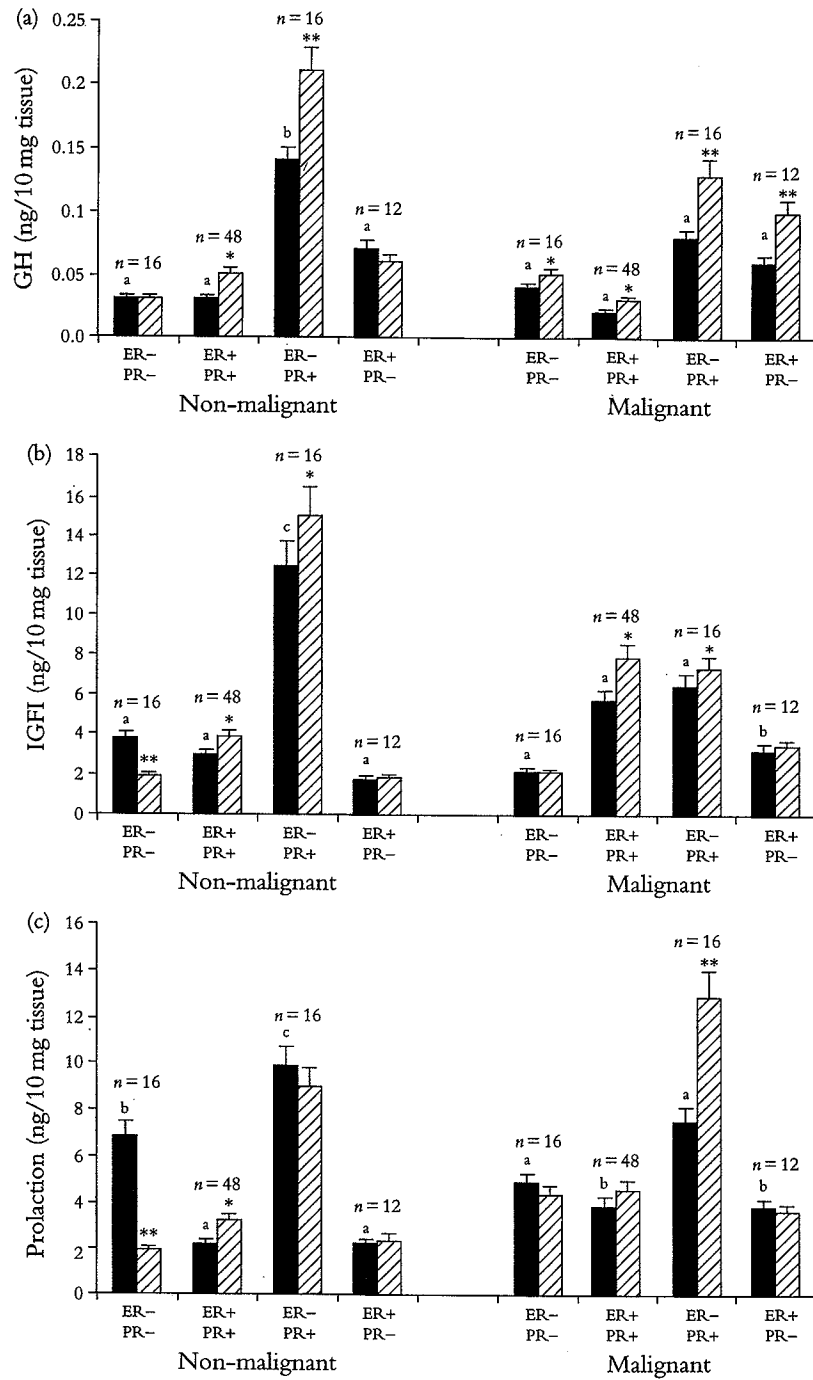 (a)
GH (ng/10 mg tissue)
0.25
0.2
0.15
0.1
0.05
0.0
n = 16
a
n = 48
a
*
n = 16
b
**
n = 12
a
n = 16
a
*
n = 48
a
*
n = 16
a
**
n = 12
a
**
ER− ER+ ER− ER+ ER− ER+ ER− ER+
PR− PR+ PR+ PR− PR− PR+ PR+ PR−
Non-malignant Malignant
(b)
IGFI (ng/10 mg tissue)
18
16
14
12
10
8
6
4
2
0
n = 16
a
**
n = 48
a
*
n = 16
c
*
n = 12
a
n = 16
a
n = 48
a
*
n = 16
a
*
n = 12
b
ER− ER+ ER− ER+ ER− ER+ ER− ER+
PR− PR+ PR+ PR− PR− PR+ PR+ PR−
Non-malignant Malignant
(c)
Prolaction (ng/10 mg tissue)
16
14
12
10
8
6
4
2
0
n = 16
b
**
n = 48
a
*
n = 16
c
n = 12
a
n = 16
a
n = 48
b
n = 16
a
**
n = 12
b
ER− ER+ ER− ER+ ER− ER+ ER− ER+
PR− PR+ PR+ PR− PR− PR+ PR+ PR−
Non-malignant Malignant